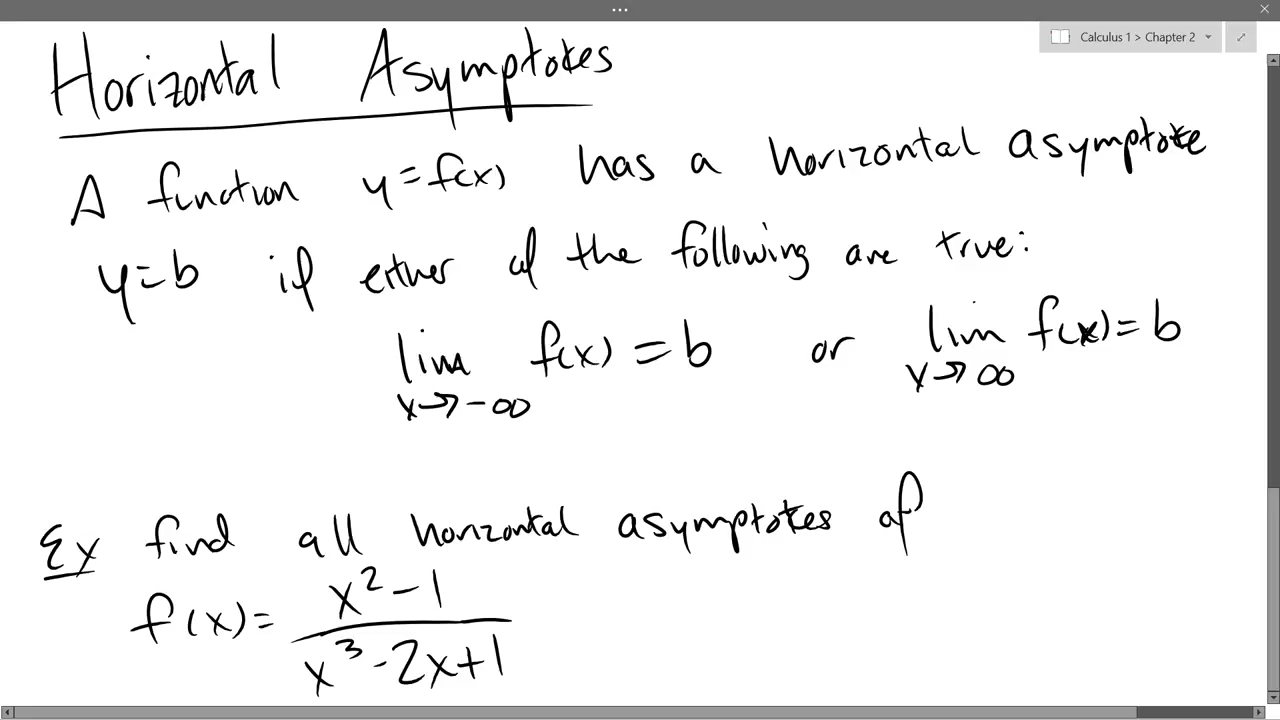 Calculus 1 > Chapter 2
Horizontal Asymptotes
A function y=f(x) has a horizontal asymptote
y=b if either of the following are true:
lim f(x) = b or lim f(x) = b
x→-∞ x→∞
Ex find all horizontal asymptotes of
f(x)= x²-1
x³-2x+1